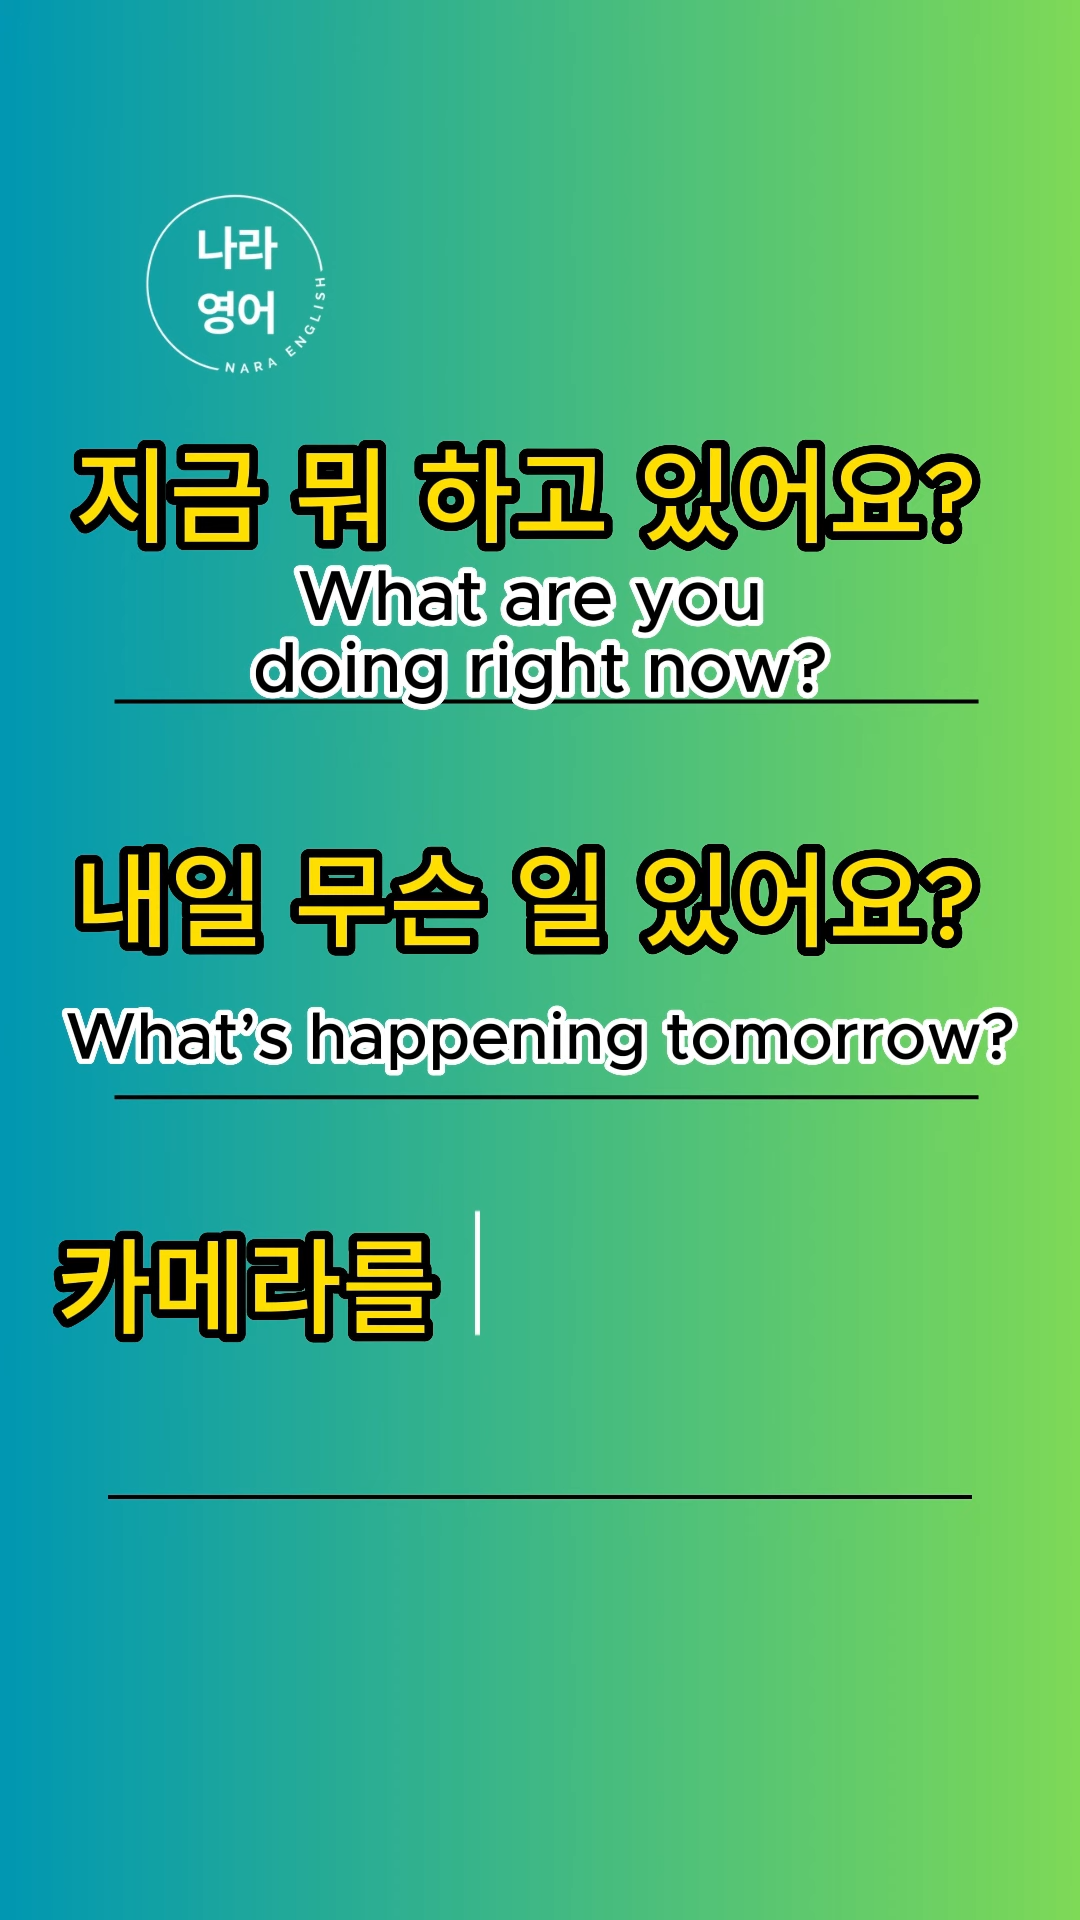 나라
영어
NARA ENGLISH
지금 뭐 하고 있어요?
What are you
doing right now?
내일 무슨 일 있어요?
What’s happening tomorrow?
카메라를